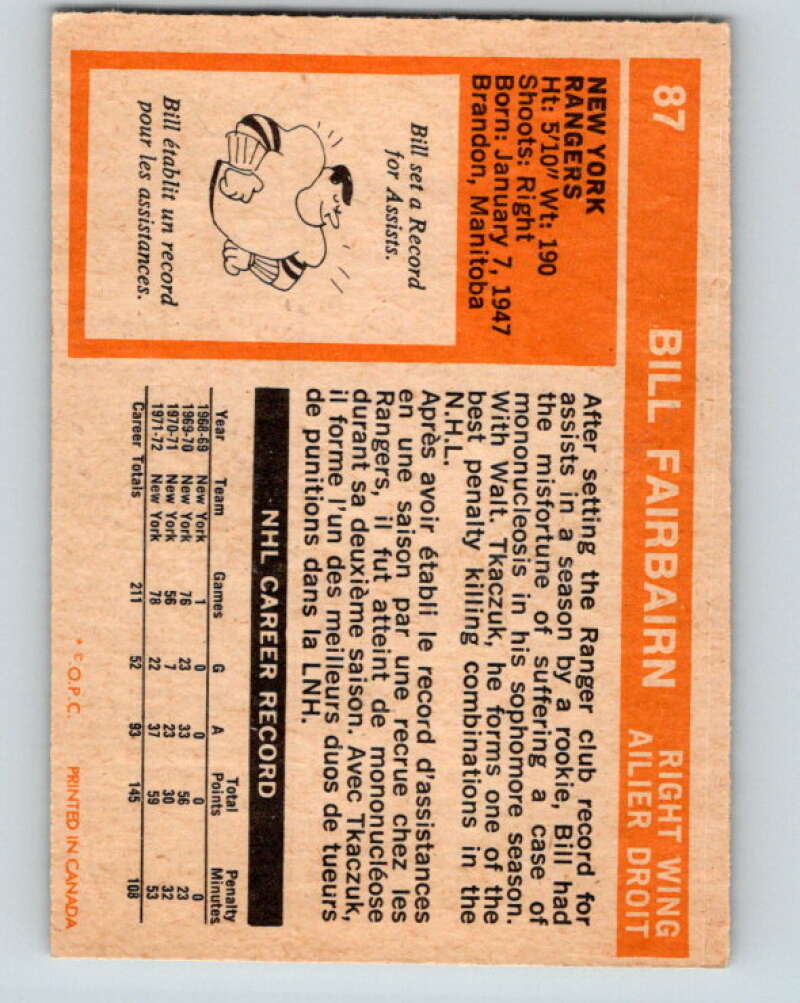 87 BILL FAIRBAIRN RIGHT WING
AILIER DROIT
NEW YORK
RANGERS
Ht: 5'10" Wt: 190
Shoots: Right
Born: January 7, 1947
Brandon, Manitoba
Bill set a Record
for Assists.
Bill établit un record
pour les assistances.
After setting the Ranger club record for
assists in a season by a rookie, Bill had
the misfortune of suffering a case of
mononucleosis in his sophomore season.
With Walt. Tkaczuk, he forms one of the
best penalty killing combinations in the
N.H.L.
Après avoir établi le record d'assistances
en une saison par une recrue chez les
Rangers, il fut atteint de mononucléose
durant sa deuxième saison. Avec Tkaczuk,
il forme l'un des meilleurs duos de tueurs
de punitions dans la LNH.
NHL CAREER RECORD
Total Penalty
Year Team Games G A Points Minutes
1968-69 New York 1 0 0 0 0
1969-70 New York 76 23 33 56 23
1970-71 New York 56 7 23 30 32
1971-72 New York 78 22 37 59 53
Career Totals 211 52 93 145 108
* © O.P.C. PRINTED IN CANADA